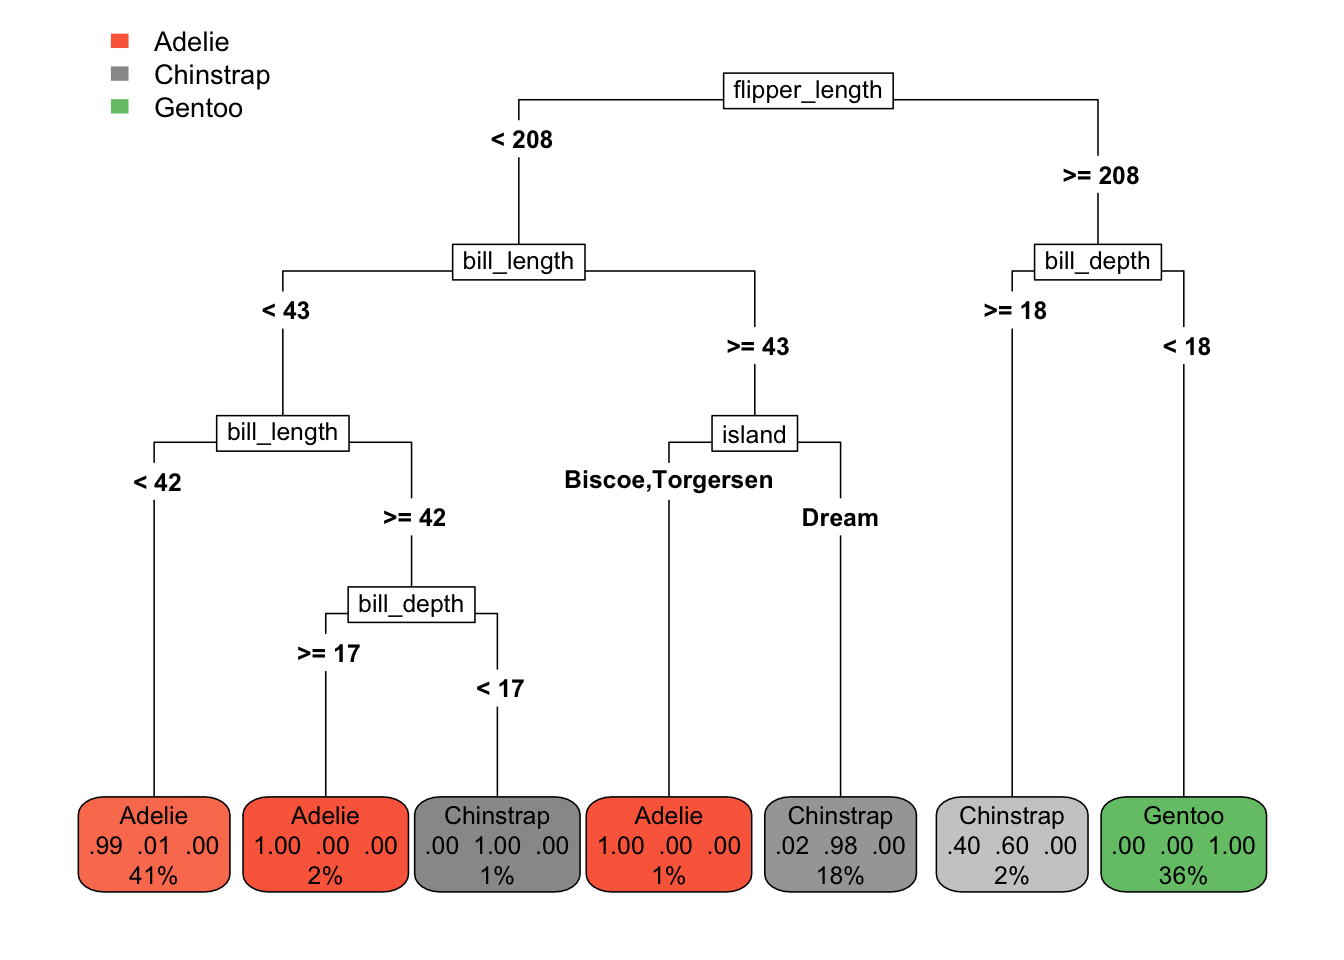 Adelie
Chinstrap
Gentoo
flipper_length
< 208
>= 208
bill_length
bill_depth
< 43
>= 43
>= 18
< 18
bill_length
island
< 42
>= 42
Biscoe,Torgersen
Dream
bill_depth
>= 17
< 17
Adelie
.99 .01 .00
41%
Adelie
1.00 .00 .00
2%
Chinstrap
.00 1.00 .00
1%
Adelie
1.00 .00 .00
1%
Chinstrap
.02 .98 .00
18%
Chinstrap
.40 .60 .00
2%
Gentoo
.00 .00 1.00
36%